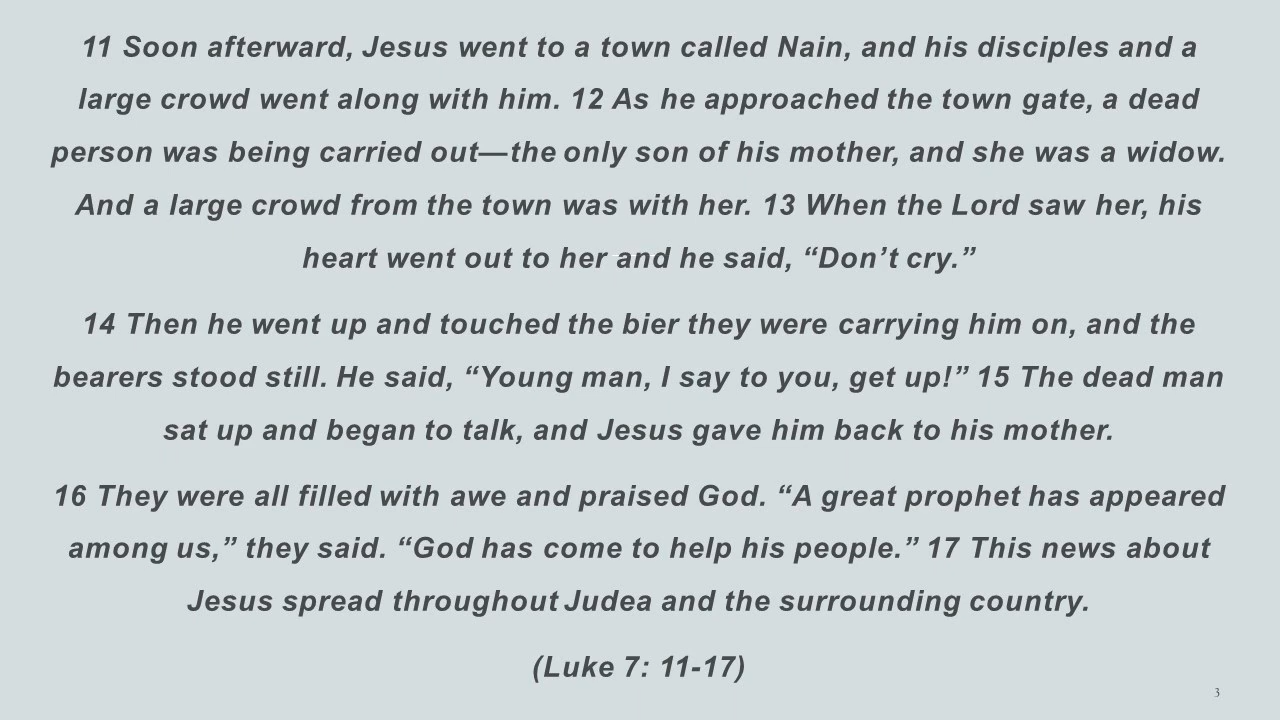 11 Soon afterward, Jesus went to a town called Nain, and his disciples and a
large crowd went along with him. 12 As he approached the town gate, a dead
person was being carried out—the only son of his mother, and she was a widow.
And a large crowd from the town was with her. 13 When the Lord saw her, his
heart went out to her and he said, “Don’t cry.”
14 Then he went up and touched the bier they were carrying him on, and the
bearers stood still. He said, “Young man, I say to you, get up!” 15 The dead man
sat up and began to talk, and Jesus gave him back to his mother.
16 They were all filled with awe and praised God. “A great prophet has appeared
among us,” they said. “God has come to help his people.” 17 This news about
Jesus spread throughout Judea and the surrounding country.
(Luke 7: 11-17)
3